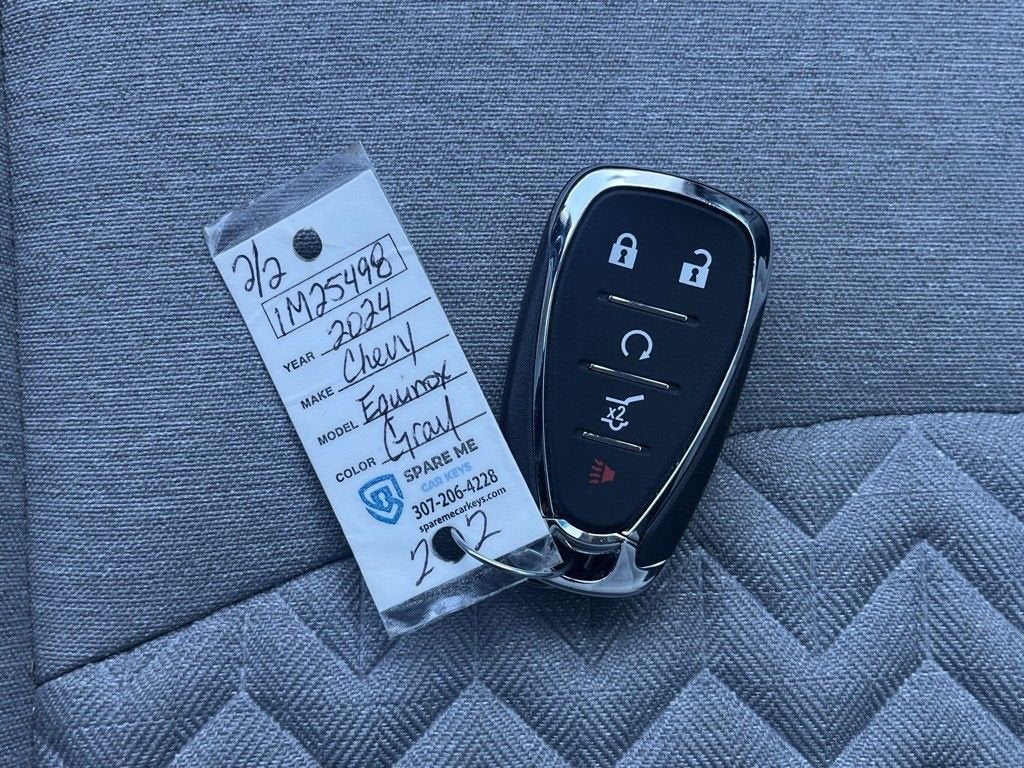 2/2
1M25498
YEAR 2024
MAKE Chevy
MODEL Equinox
COLOR Gray
SPARE ME
CAR KEYS
307-206-4228
sparemecarkeys.com
2 2
x2